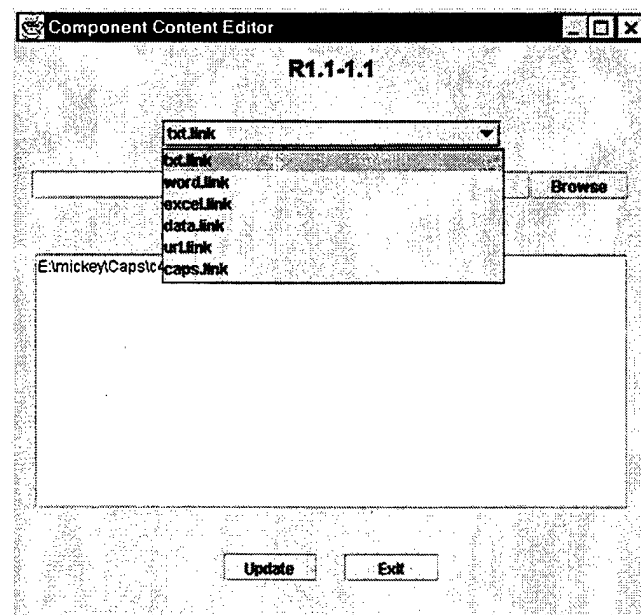 Component Content Editor
R1.1-1.1
txt.link
txt.link
word.link
Browse
excel.link
data.link
url.link
E:\mickey\Caps\c
caps.link
Update
Exit